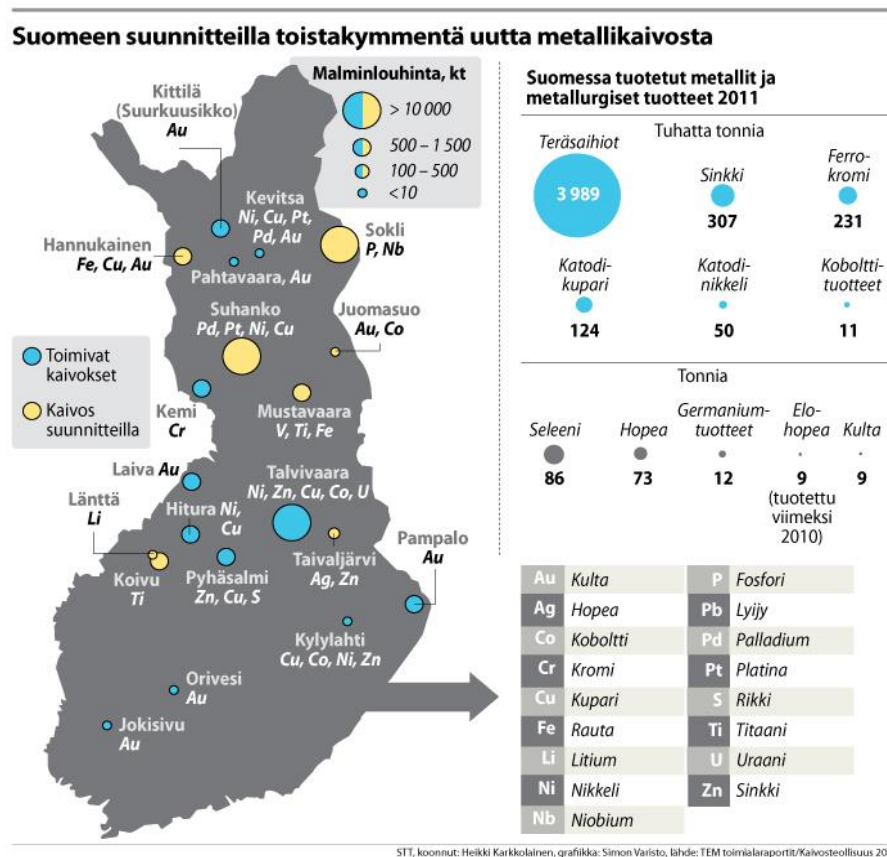 Suomeen suunnitteilla toistakymmentä uutta metallikaivosta
Malminlouhinta, kt
> 10 000
500 – 1 500
100 – 500
<10
Kittilä
(Suurkuusikko)
Au
Kevitsa
Ni, Cu, Pt,
Pd, Au
Sokli
P, Nb
Hannukainen
Fe, Cu, Au
Pahtavaara, Au
Suhanko
Pd, Pt, Ni, Cu
Juomasuo
Au, Co
Toimivat
kaivokset
Kaivos
suunnitteilla
Kemi
Cr
Mustavaara
V, Ti, Fe
Laiva Au
Talvivaara
Ni, Zn, Cu, Co, U
Länttä
Li
Hitura Ni,
Cu
Pampalo
Au
Koivu
Ti
Pyhäsalmi
Zn, Cu, S
Taivaljärvi
Ag, Zn
Kylylahti
Cu, Co, Ni, Zn
Orivesi
Au
Jokisivu
Au
Suomessa tuotetut metallit ja
metallurgiset tuotteet 2011
Tuhatta tonnia
Teräsaihiot
3 989
Sinkki
307
Ferro-
kromi
231
Katodi-
kupari
124
Katodi-
nikkeli
50
Koboltti-
tuotteet
11
Tonnia
Seleeni
86
Hopea
73
Germanium-
tuotteet
12
Elo-
hopea
9
(tuotettu
viimeksi
2010)
Kulta
9
Au Kulta
Ag Hopea
Co Koboltti
Cr Kromi
Cu Kupari
Fe Rauta
Li Litium
Ni Nikkeli
Nb Niobium
P Fosfori
Pb Lyijy
Pd Palladium
Pt Platina
S Rikki
Ti Titaani
U Uraani
Zn Sinkki
STT, koonnut: Heikki Karkkolainen, grafiikka: Simon Varisto, lähde: TEM toimialaraportit/Kaivosteollisuus 20